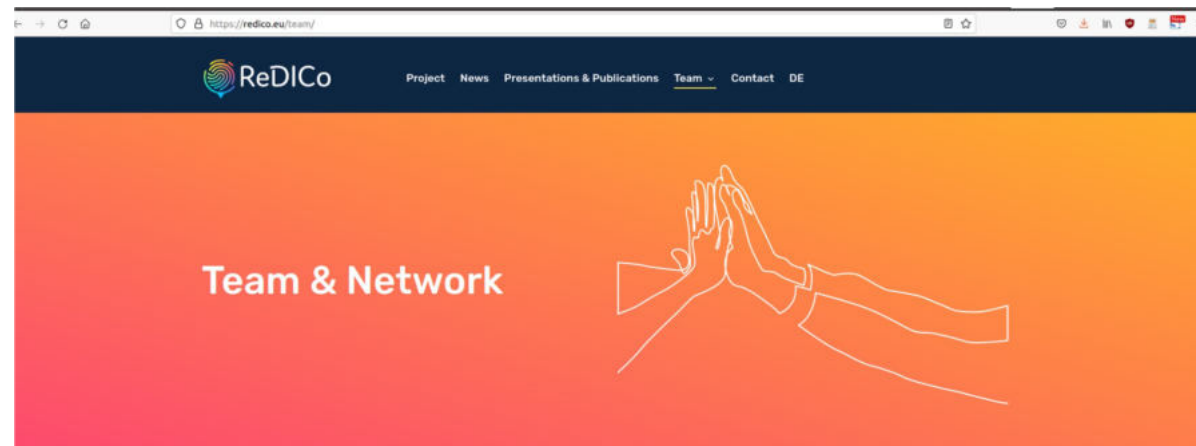 https://redico.eu/team/
ReDICo Project News Presentations & Publications Team Contact DE
Team & Network